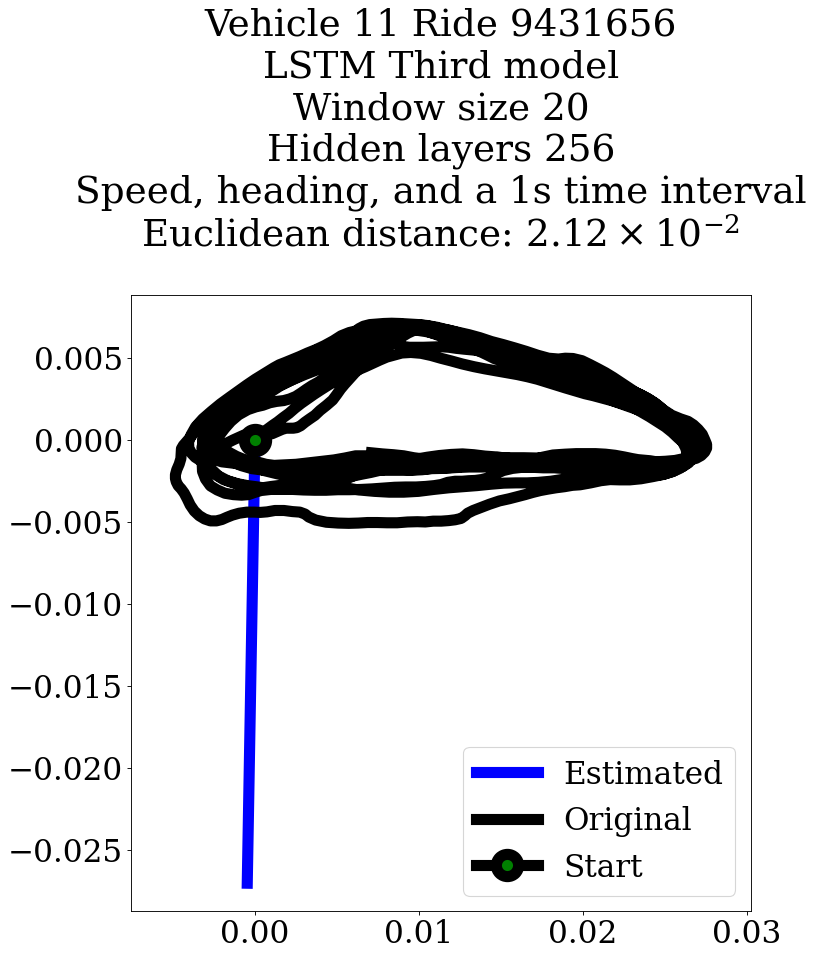 Vehicle 11 Ride 9431656
LSTM Third model
Window size 20
Hidden layers 256
Speed, heading, and a 1s time interval
Euclidean distance: 2.12 × 10⁻²
0.005
0.000
−0.005
−0.010
−0.015
−0.020
−0.025
Estimated
Original
Start
0.00 0.01 0.02 0.03